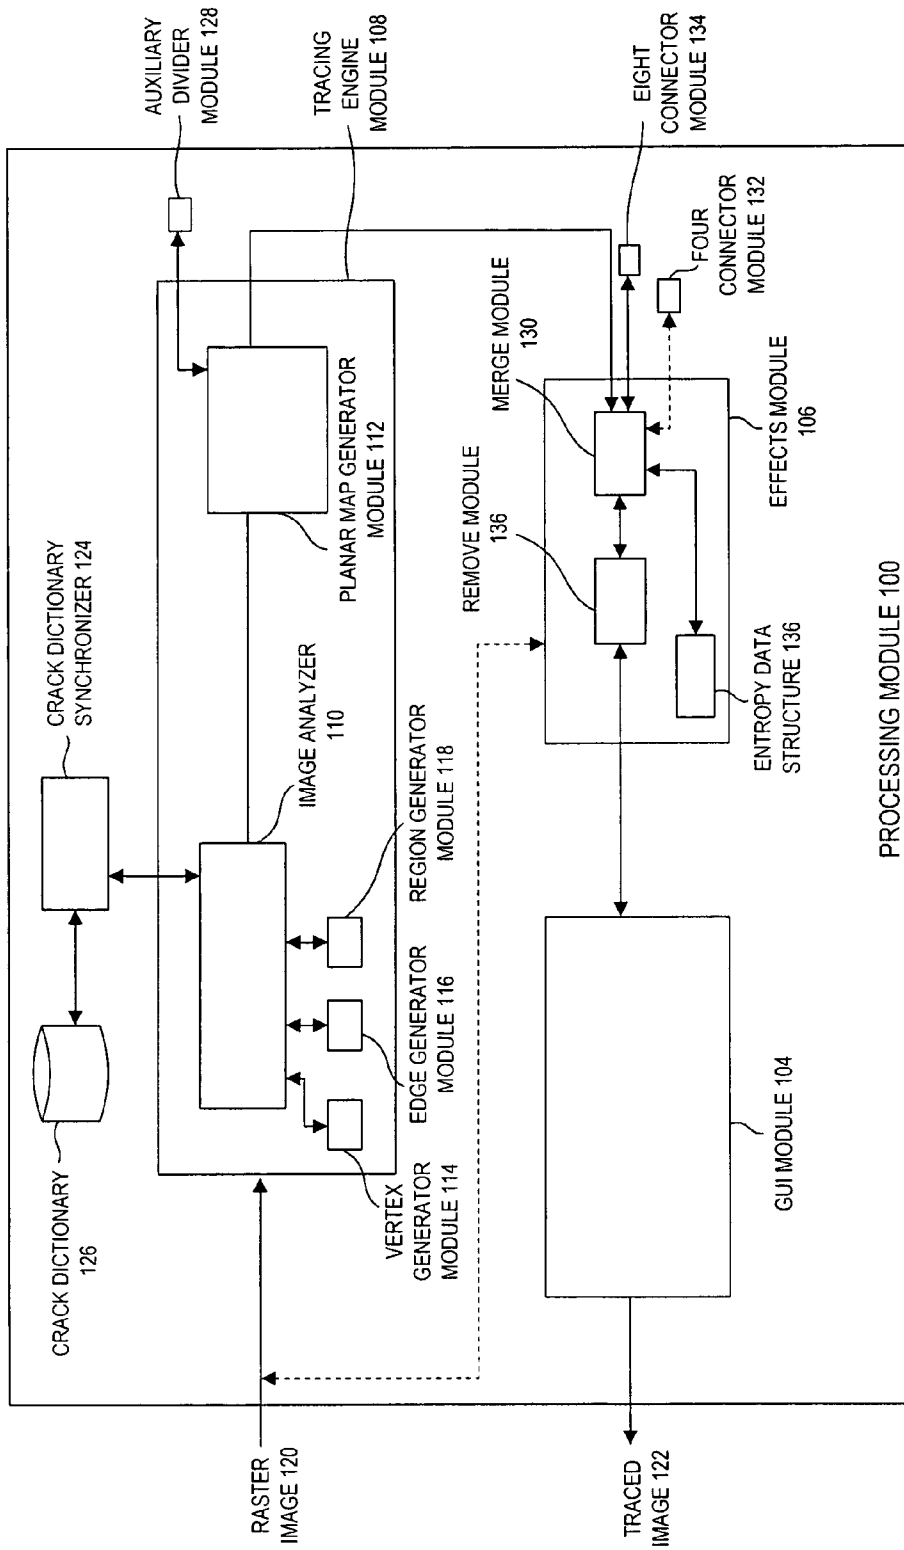 AUXILIARY
DIVIDER
MODULE 128
TRACING
ENGINE
MODULE 108
CRACK DICTIONARY
SYNCHRONIZER 124
CRACK DICTIONARY
126
PLANAR MAP GENERATOR
MODULE 112
IMAGE ANALYZER
110
REGION GENERATOR
MODULE 118
EDGE GENERATOR
MODULE 116
VERTEX
GENERATOR
MODULE 114
RASTER
IMAGE 120
EIGHT
CONNECTOR
MODULE 134
FOUR
CONNECTOR
MODULE 132
MERGE MODULE
130
REMOVE MODULE
136
EFFECTS MODULE
106
ENTROPY DATA
STRUCTURE 136
GUI MODULE 104
TRACED
IMAGE 122
PROCESSING MODULE 100